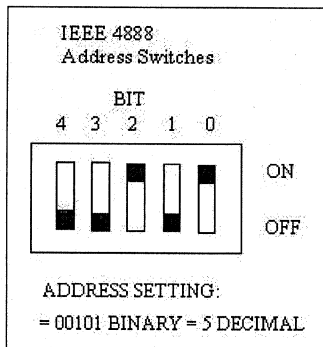 IEEE 4888
Address Switches
BIT
4 3 2 1 0
ON
OFF
ADDRESS SETTING:
= 00101 BINARY = 5 DECIMAL